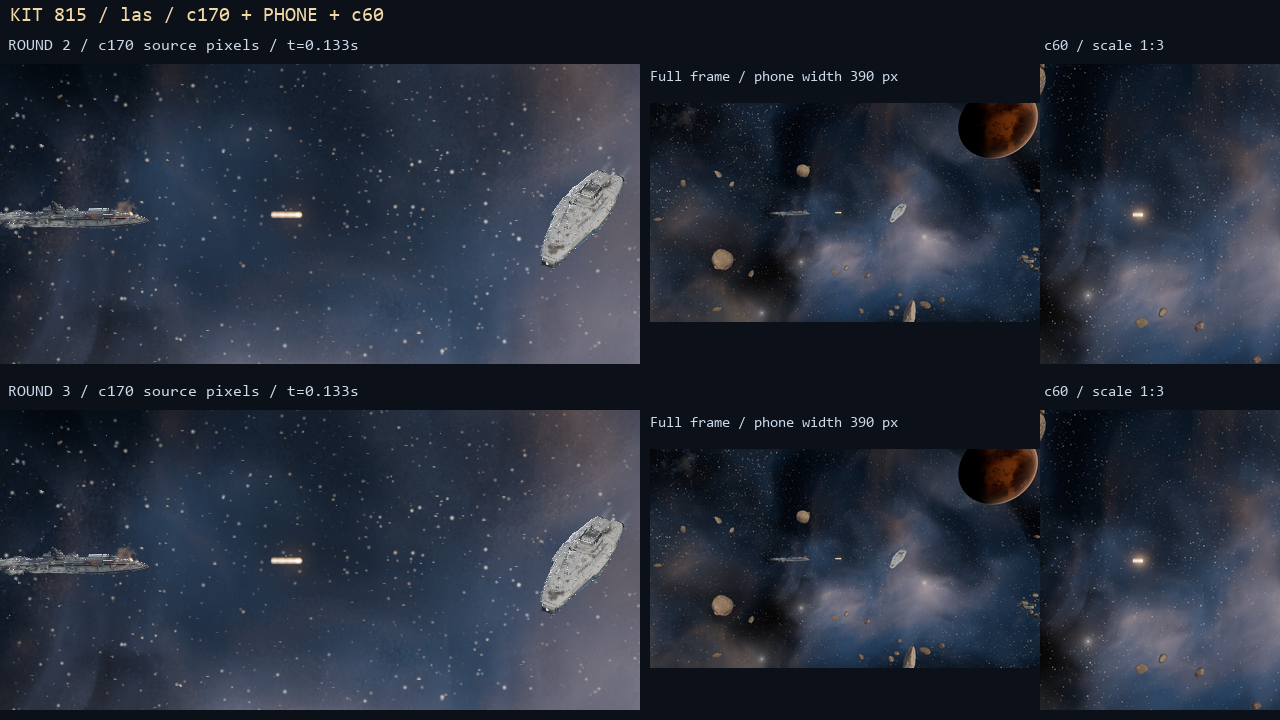 KIT 815 / las / c170 + PHONE + c60
ROUND 2 / c170 source pixels / t=0.133s
c60 / scale 1:3
Full frame / phone width 390 px
ROUND 3 / c170 source pixels / t=0.133s
c60 / scale 1:3
Full frame / phone width 390 px